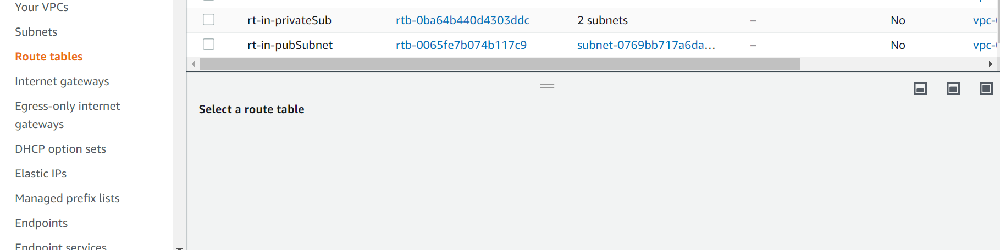 Your VPCs
Subnets
Route tables
Internet gateways
Egress-only internet
gateways
DHCP option sets
Elastic IPs
Managed prefix lists
Endpoints
Endpoint services
rt-in-privateSub rtb-0ba64b440d4303ddc 2 subnets – No vpc-
rt-in-pubSubnet rtb-0065fe7b074b117c9 subnet-0769bb717a6da... – No vpc-
Select a route table